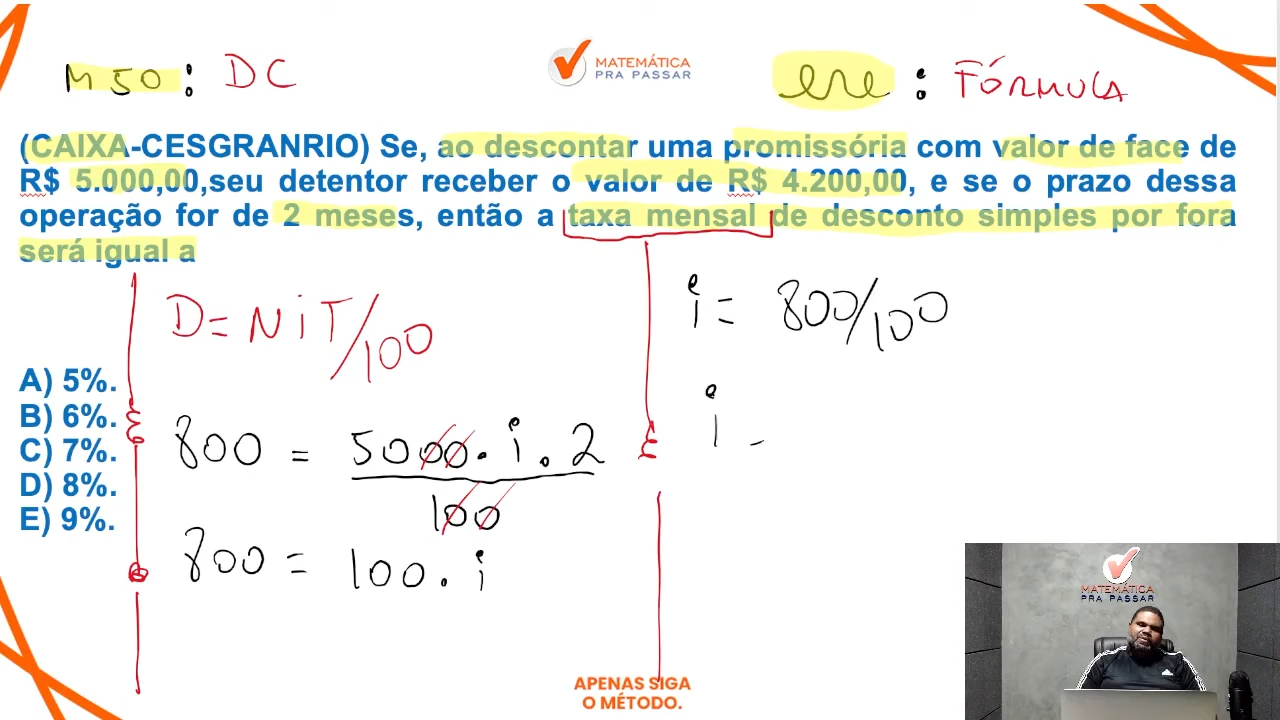 M50: DC
MATEMÁTICA
PRA PASSAR
: FÓRMULA
(CAIXA-CESGRANRIO) Se, ao descontar uma promissória com valor de face de
R$ 5.000,00,seu detentor receber o valor de R$ 4.200,00, e se o prazo dessa
operação for de 2 meses, então a taxa mensal de desconto simples por fora
será igual a
D=NiT/100
i= 800/100
A) 5%.
B) 6%.
C) 7%.
D) 8%.
E) 9%.
800 = 5000.i.2
100
i -
800 = 100.i
MATEMÁTICA
PRA PASSAR
APENAS SIGA
O MÉTODO.